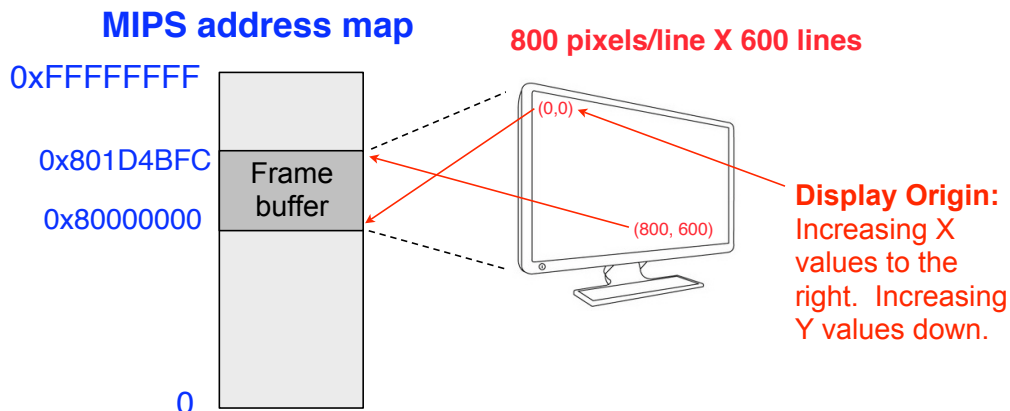 MIPS address map
800 pixels/line X 600 lines
0xFFFFFFFF
(0,0)
0x801D4BFC
Frame
buffer
0x80000000
(800, 600)
Display Origin:
Increasing X
values to the
right. Increasing
Y values down.
0